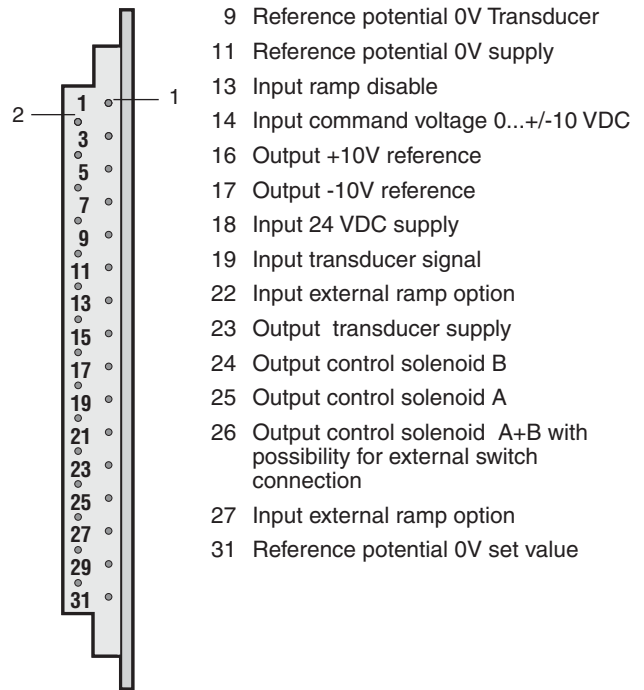 1
2
1
3
5
7
9
11
13
15
17
19
21
23
25
27
29
31
9 Reference potential 0V Transducer
11 Reference potential 0V supply
13 Input ramp disable
14 Input command voltage 0...+/-10 VDC
16 Output +10V reference
17 Output -10V reference
18 Input 24 VDC supply
19 Input transducer signal
22 Input external ramp option
23 Output transducer supply
24 Output control solenoid B
25 Output control solenoid A
26 Output control solenoid A+B with
possibility for external switch
connection
27 Input external ramp option
31 Reference potential 0V set value